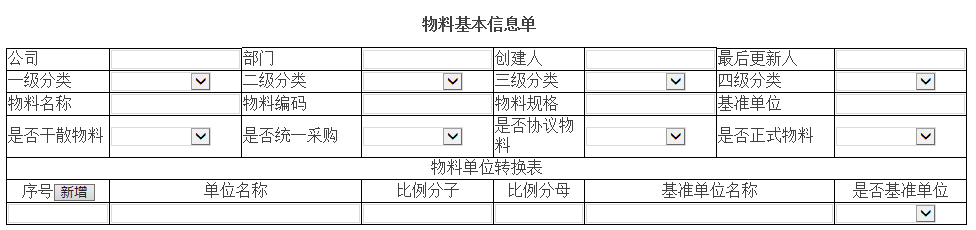 物料基本信息单
公司 部门 创建人 最后更新人
一级分类 二级分类 三级分类 四级分类
物料名称 物料编码 物料规格 基准单位
是否干散物料 是否统一采购 是否协议物料 是否正式物料
物料单位转换表
序号 新增 单位名称 比例分子 比例分母 基准单位名称 是否基准单位